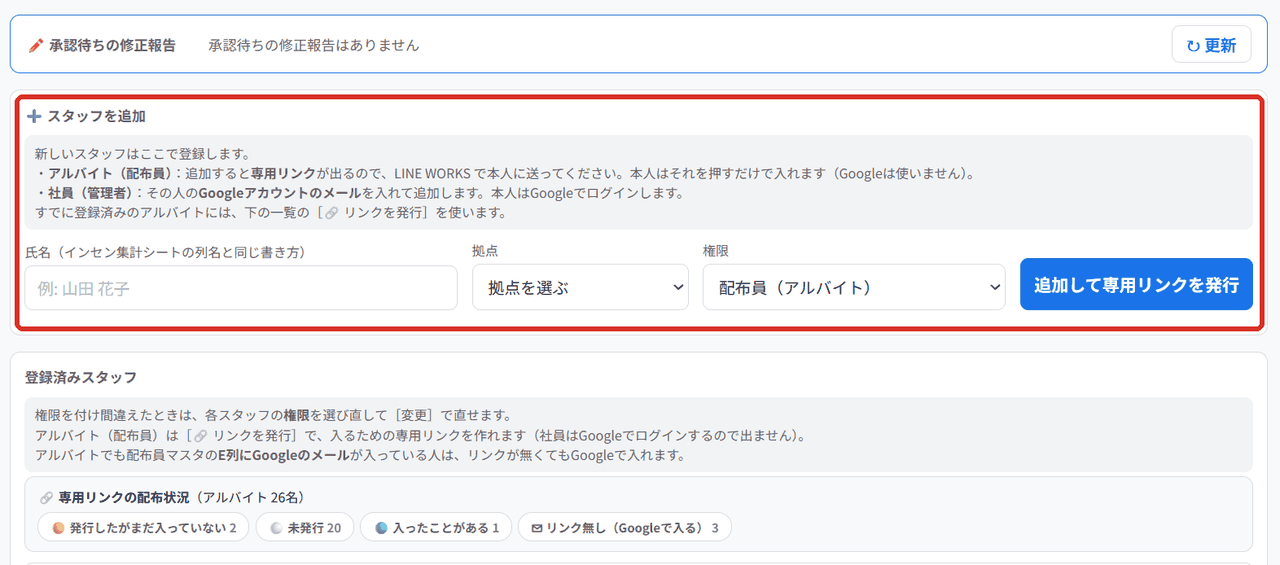 承認待ちの修正報告 承認待ちの修正報告はありません
↻ 更新
スタッフを追加
新しいスタッフはここで登録します。
・アルバイト（配布員）：追加すると専用リンクが出るので、LINE WORKS で本人に送ってください。本人はそれを押すだけで入れます（Googleは使いません）。
・社員（管理者）：その人のGoogleアカウントのメールを入れて追加します。本人はGoogleでログインします。
すでに登録済みのアルバイトには、下の一覧の［🔗 リンクを発行］を使います。
氏名（インセン集計シートの列名と同じ書き方）
例: 山田 花子
拠点
拠点を選ぶ
権限
配布員（アルバイト）
追加して専用リンクを発行
登録済みスタッフ
権限を付け間違えたときは、各スタッフの権限を選び直して［変更］で直せます。
アルバイト（配布員）は［🔗 リンクを発行］で、入るための専用リンクを作れます（社員はGoogleでログインするので出ません）。
アルバイトでも配布員マスタのE列にGoogleのメールが入っている人は、リンクが無くてもGoogleで入れます。
🔗 専用リンクの配布状況（アルバイト 26名）
発行したがまだ入っていない 2
未発行 20
入ったことがある 1
リンク無し（Googleで入る） 3